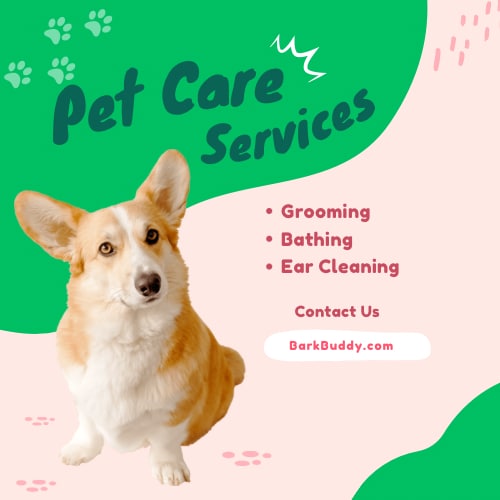 Pet Care
Services
• Grooming
• Bathing
• Ear Cleaning
Contact Us
BarkBuddy.com